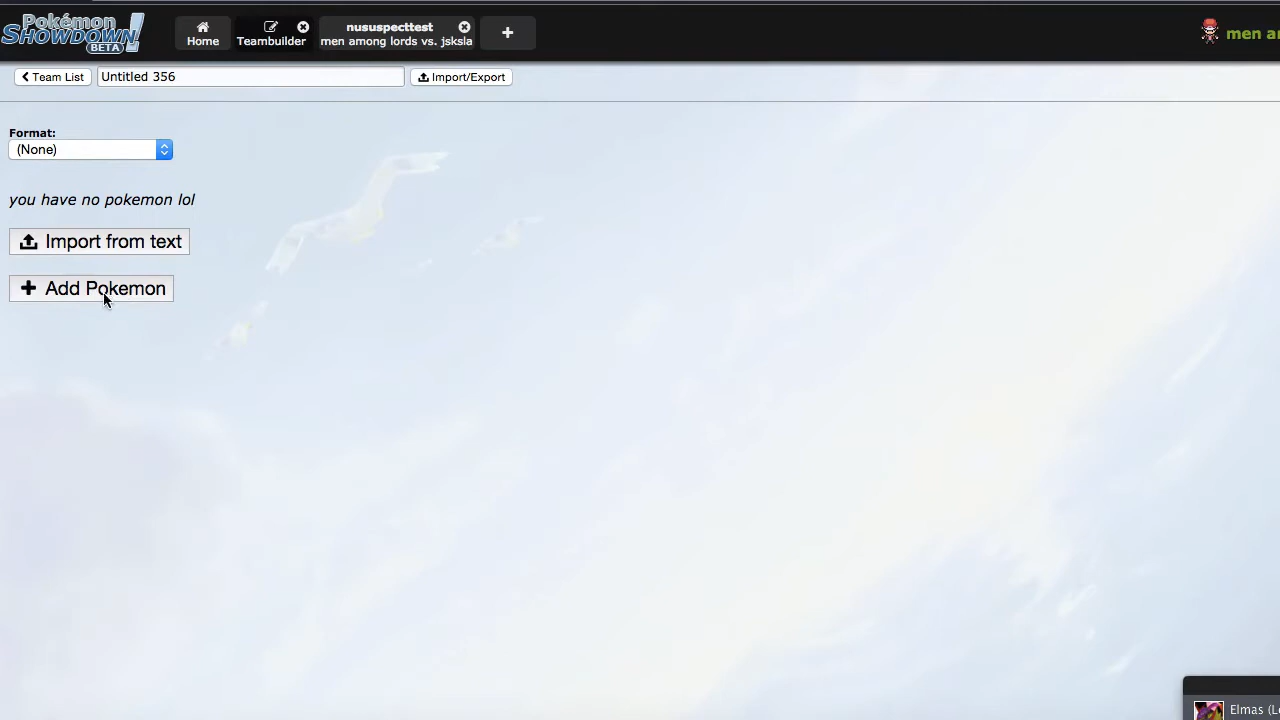 Pokémon
SHOWDOWN!
BETA
Home
Teambuilder
nususpecttest
men among lords vs. jsksla
Team List
Untitled 356
Import/Export
Format:
(None)
you have no pokemon lol
Import from text
Add Pokemon
men
Elmas